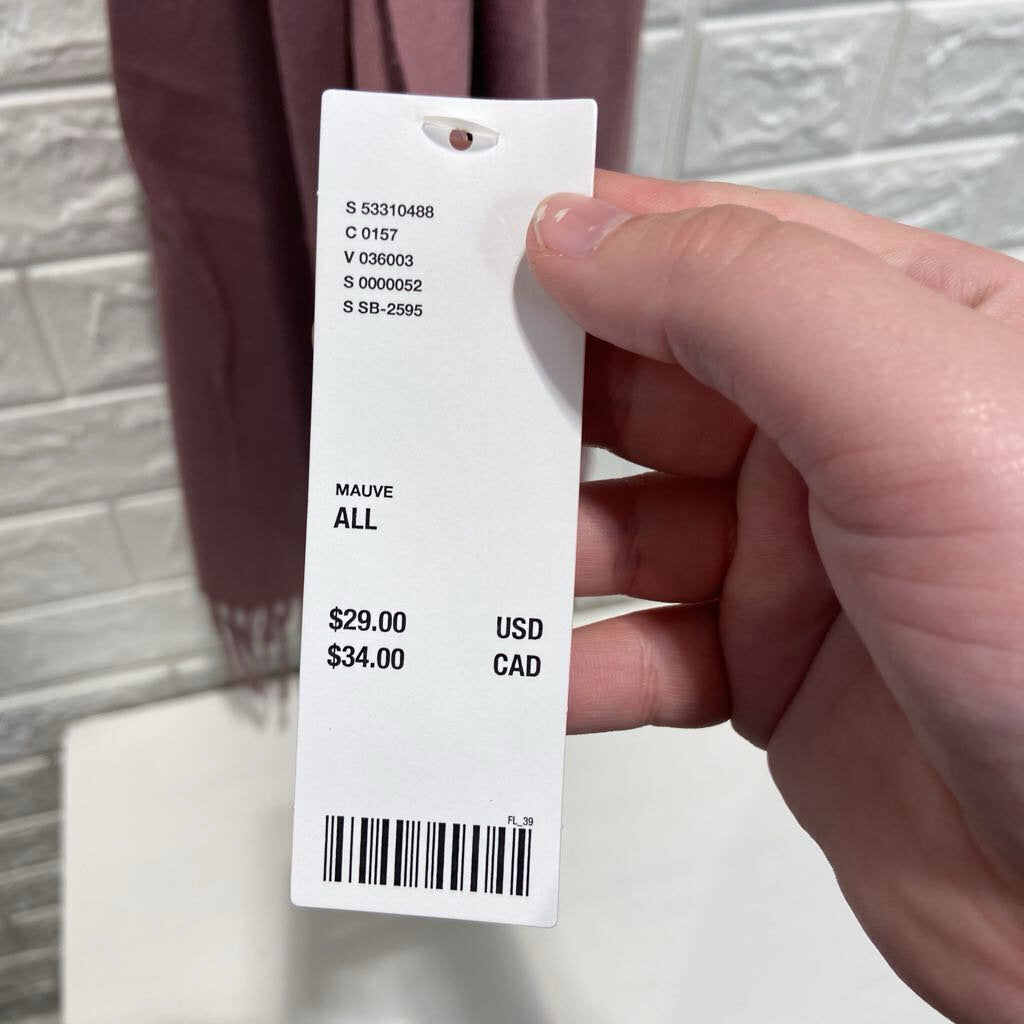 S 53310488
C 0157
V 036003
S 0000052
S SB-2595
MAUVE
ALL
$29.00 USD
$34.00 CAD
FL_39